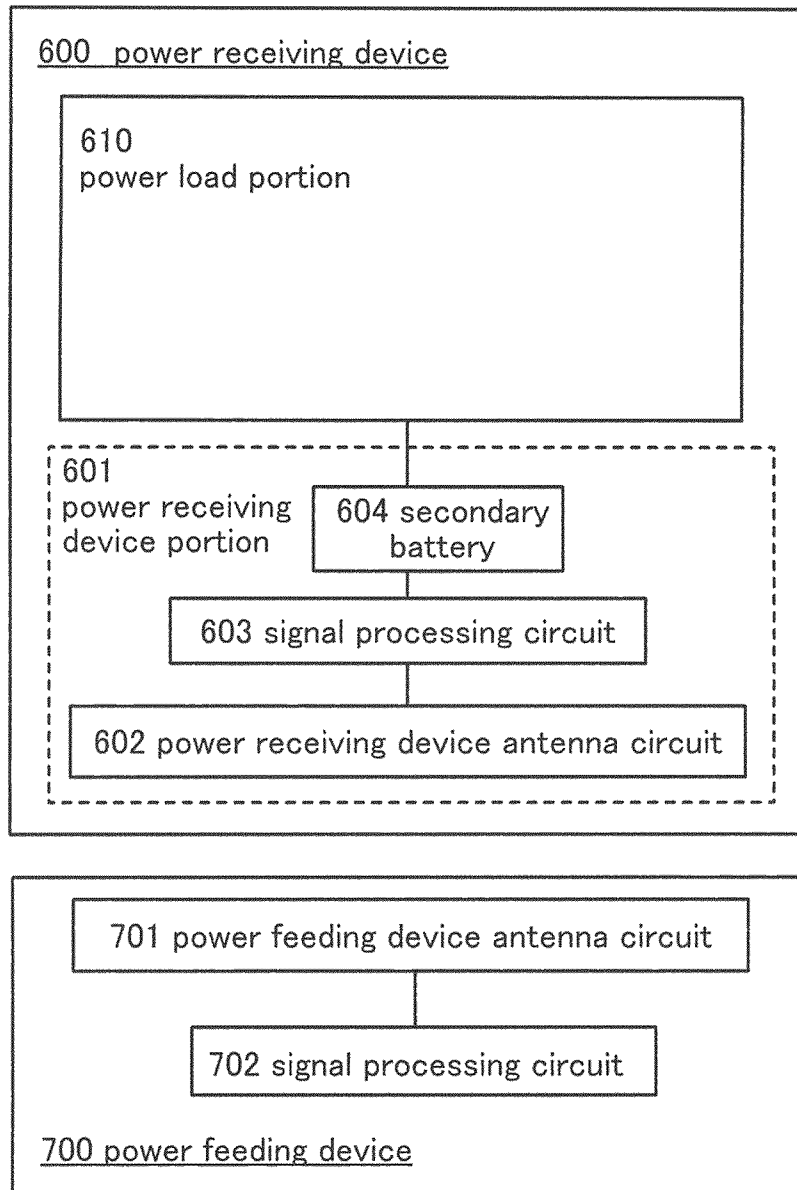 600 power receiving device
610
power load portion
601
power receiving
device portion
604 secondary
battery
603 signal processing circuit
602 power receiving device antenna circuit
701 power feeding device antenna circuit
702 signal processing circuit
700 power feeding device